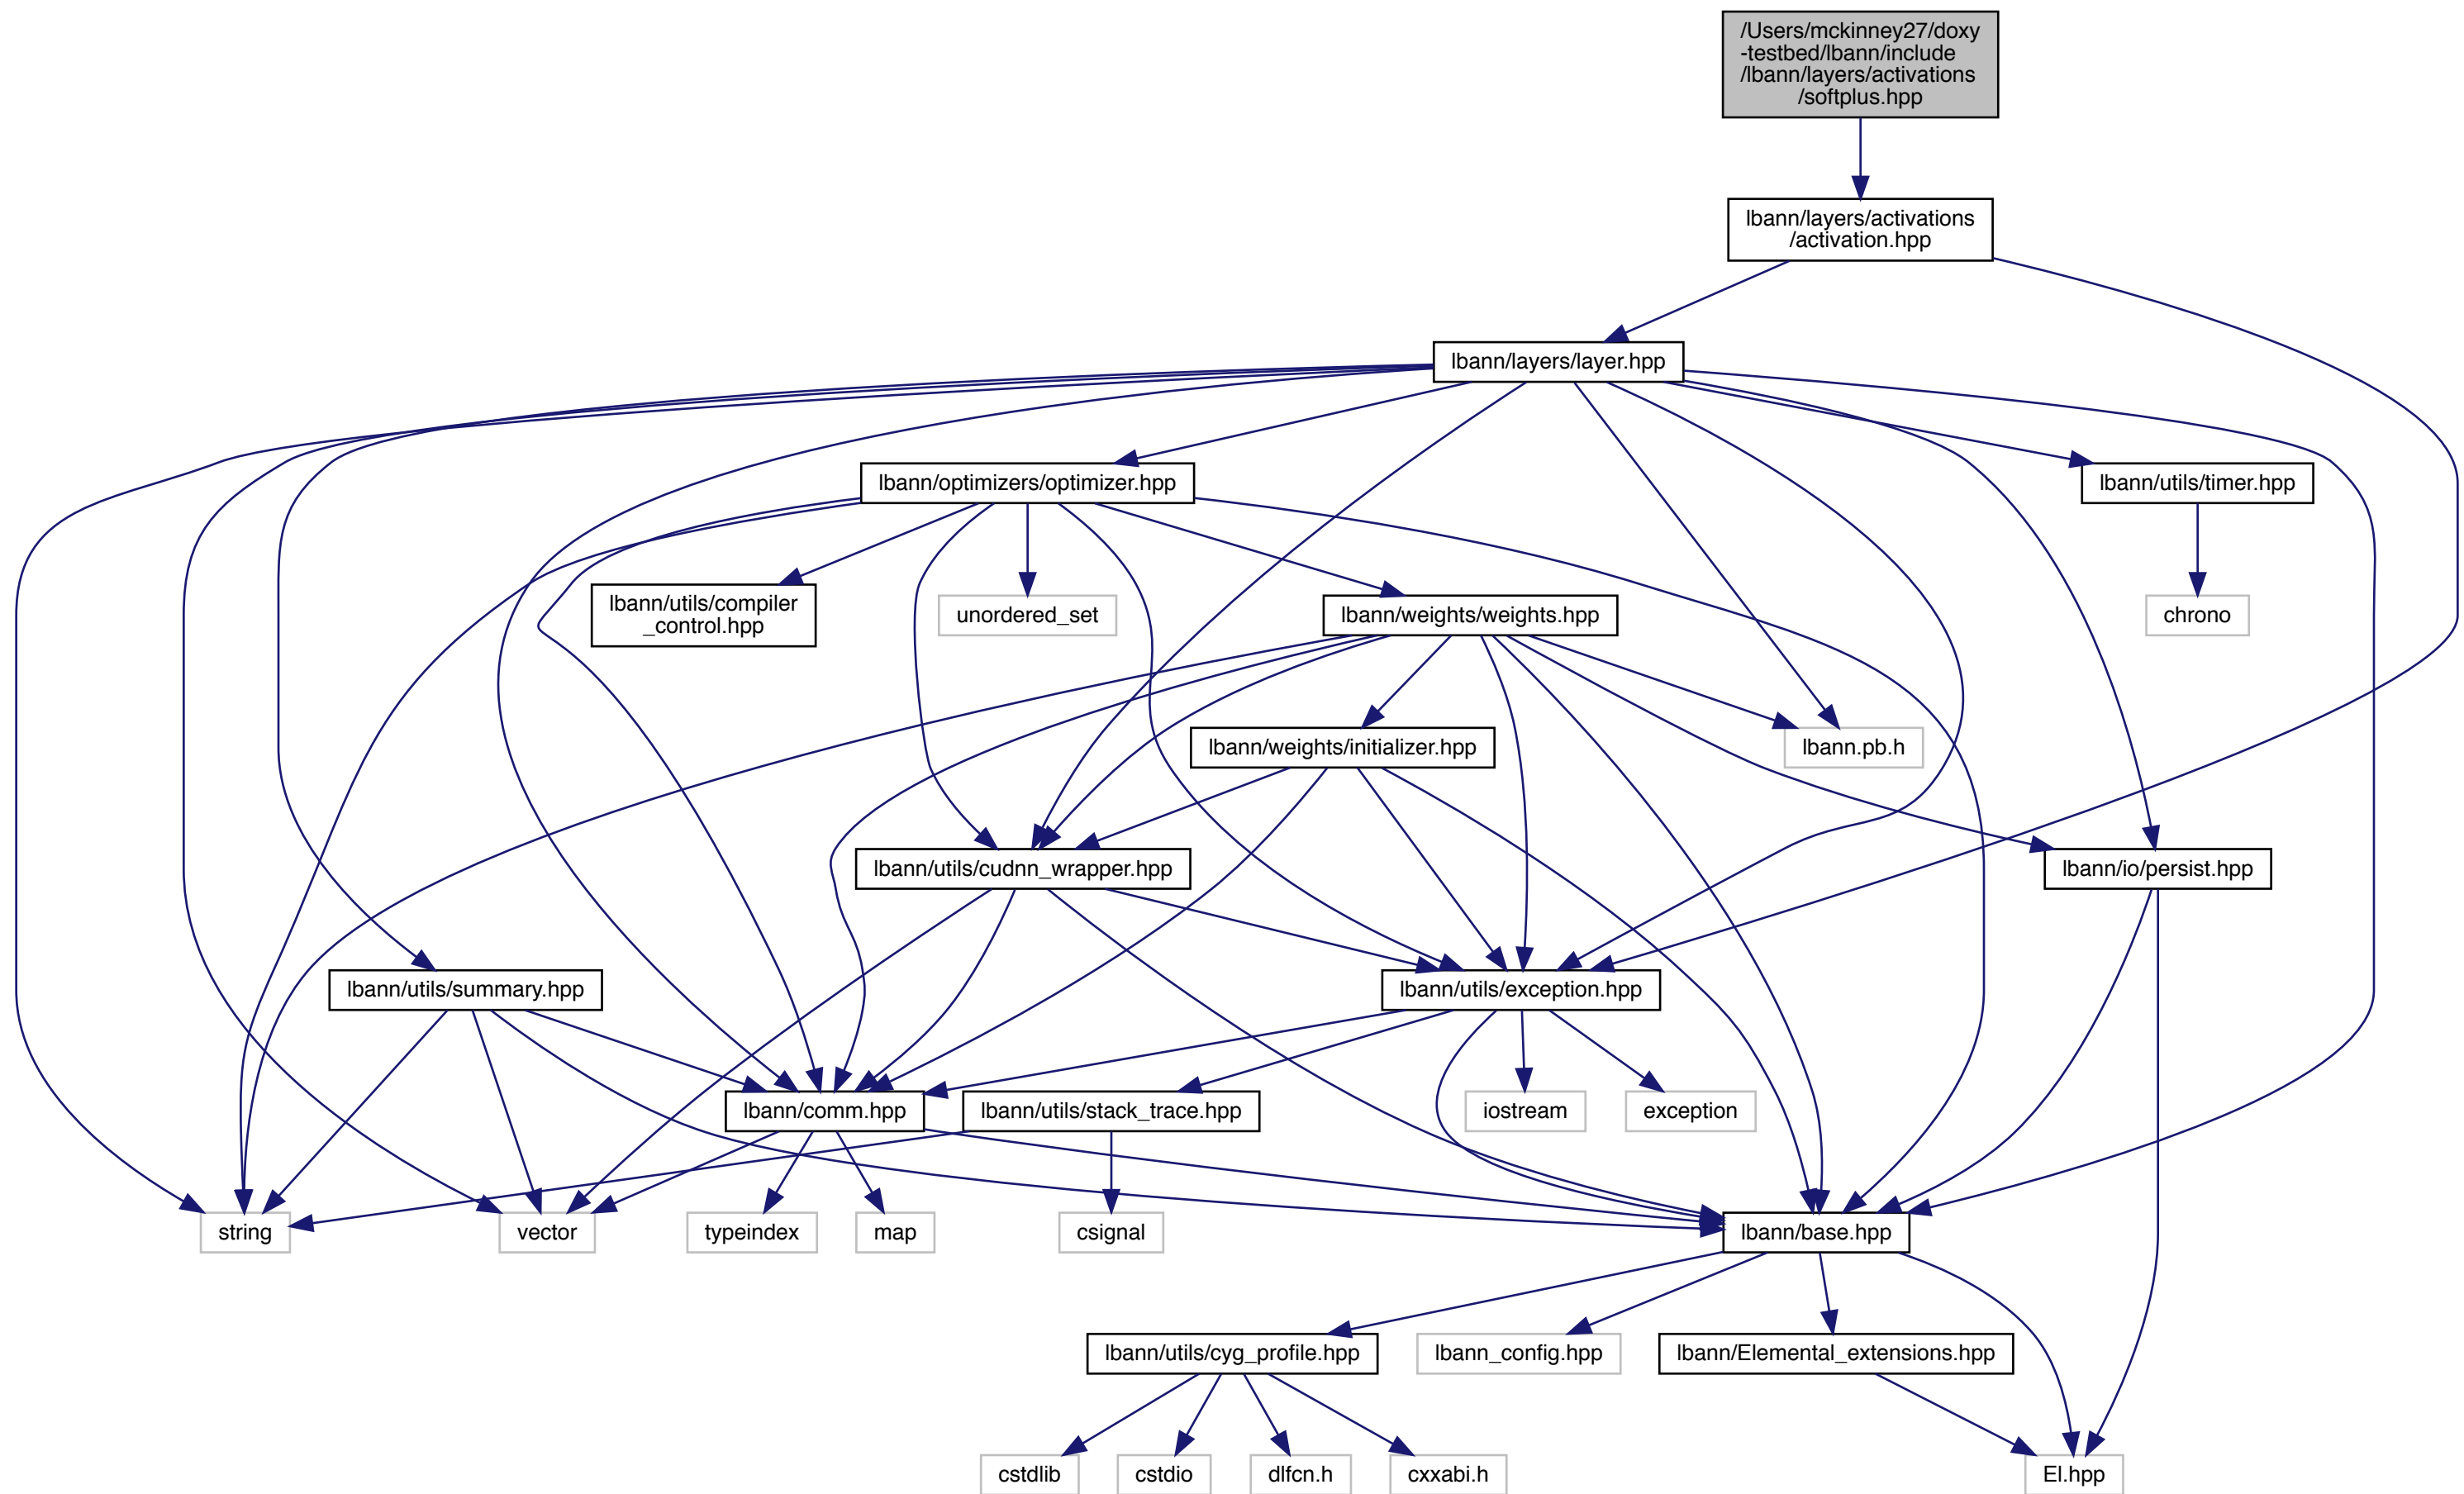 /Users/mckinney27/doxy
-testbed/lbann/include
/lbann/layers/activations
/softplus.hpp
lbann/layers/activations
/activation.hpp
lbann/layers/layer.hpp
lbann/optimizers/optimizer.hpp
lbann/utils/timer.hpp
lbann/utils/compiler
_control.hpp
unordered_set
lbann/weights/weights.hpp
chrono
lbann/weights/initializer.hpp
lbann.pb.h
lbann/utils/cudnn_wrapper.hpp
lbann/io/persist.hpp
lbann/utils/summary.hpp
lbann/utils/exception.hpp
lbann/comm.hpp
lbann/utils/stack_trace.hpp
iostream
exception
string
vector
typeindex
map
csignal
lbann/base.hpp
lbann/utils/cyg_profile.hpp
lbann_config.hpp
lbann/Elemental_extensions.hpp
cstdlib
cstdio
dlfcn.h
cxxabi.h
El.hpp